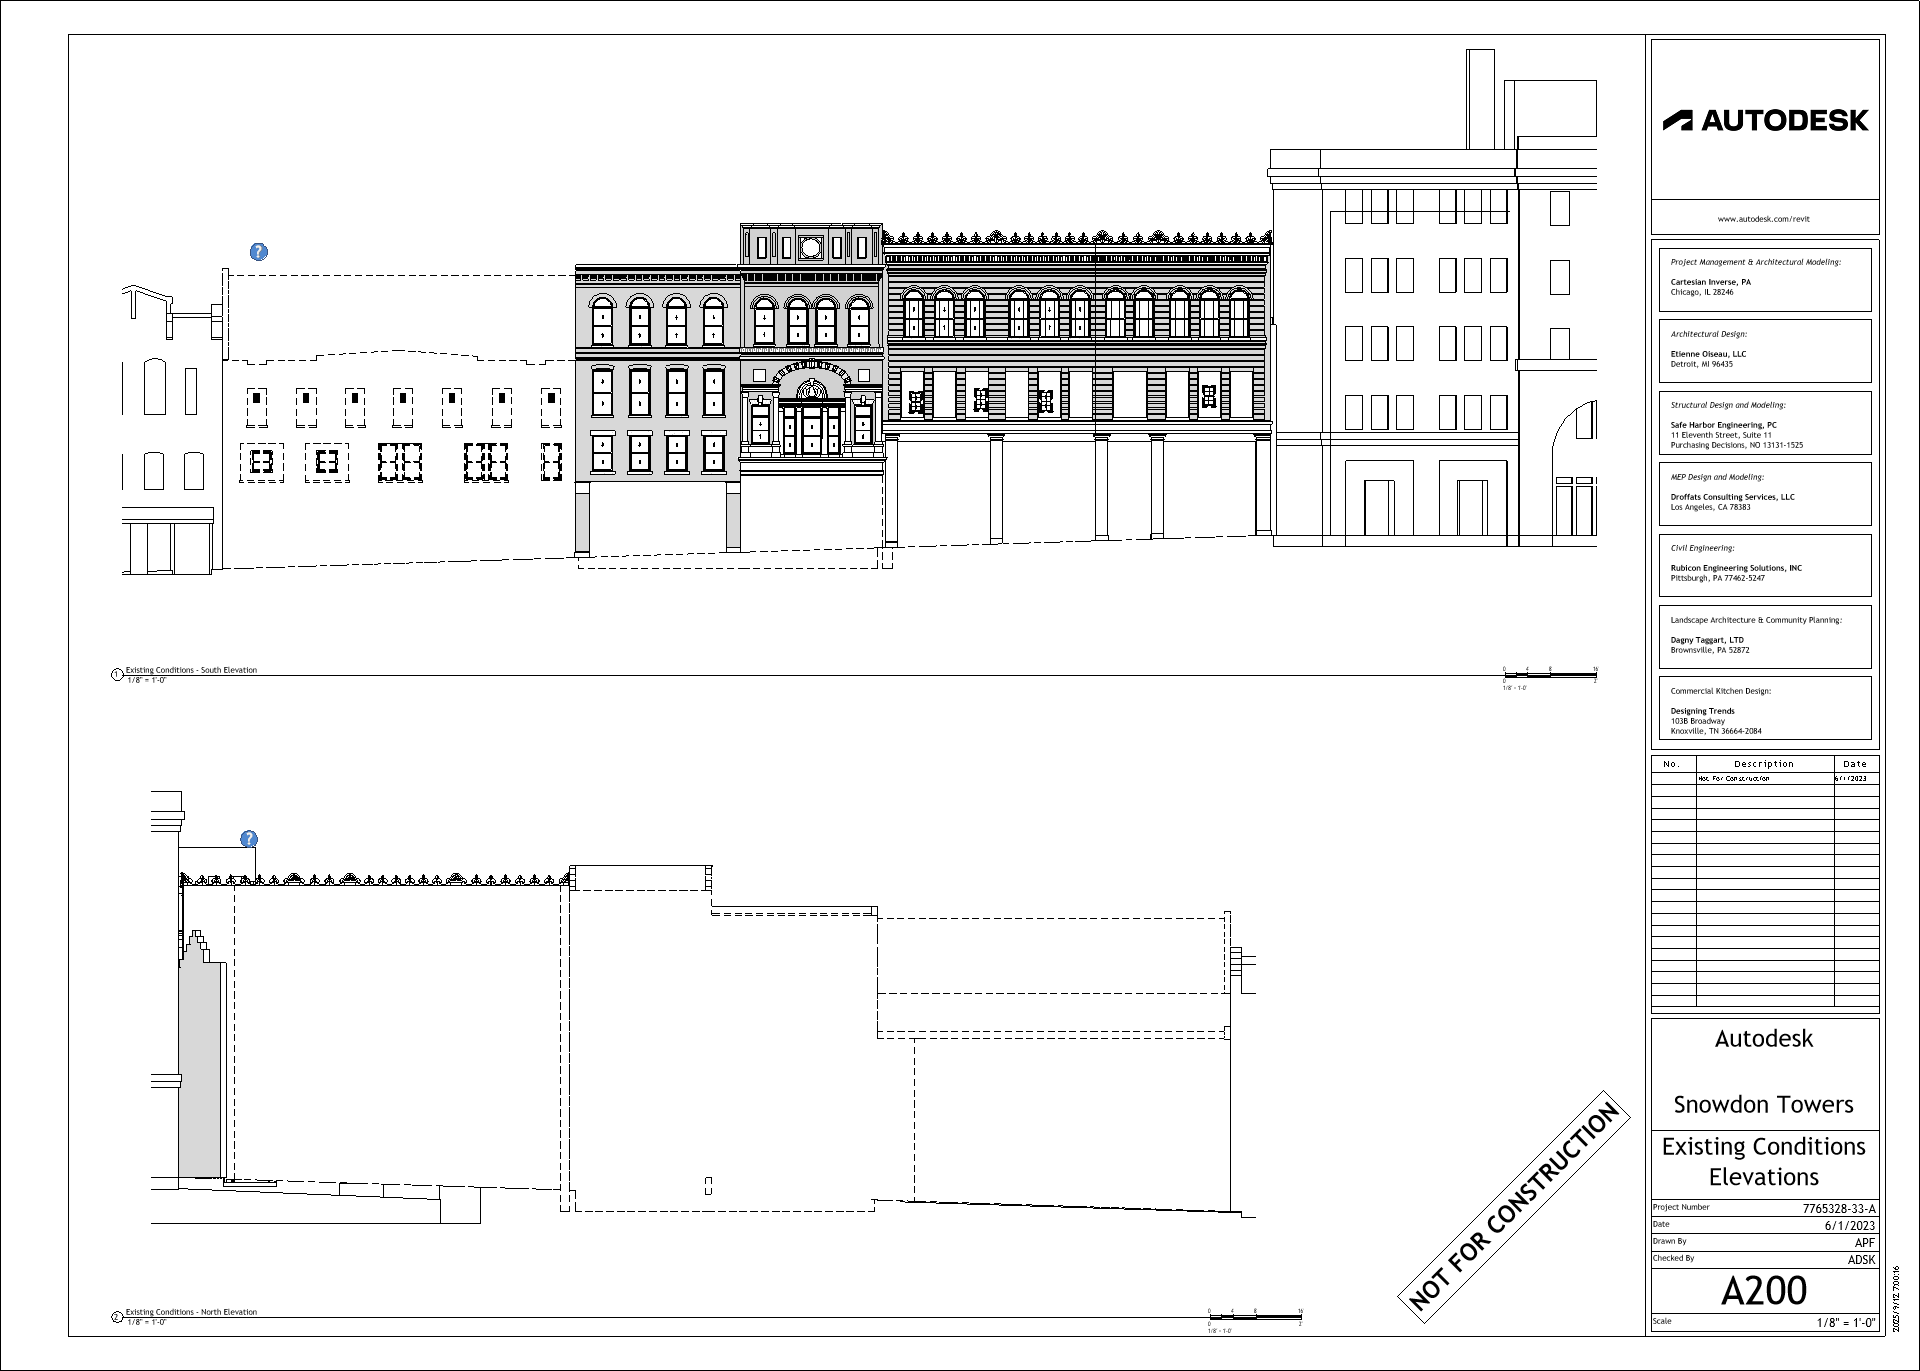 ?
1
Existing Conditions - South Elevation
1/8" = 1'-0"
0 4 8 16
0 2'
1/8" = 1'-0"
?
2
Existing Conditions - North Elevation
1/8" = 1'-0"
0 4 8 16
0 2'
1/8" = 1'-0"
NOT FOR CONSTRUCTION
AUTODESK
www.autodesk.com/revit
Project Management & Architectural Modeling:
Cartesian Inverse, PA
Chicago, IL 28246
Architectural Design:
Etienne Oiseau, LLC
Detroit, MI 96435
Structural Design and Modeling:
Safe Harbor Engineering, PC
11 Eleventh Street, Suite 11
Purchasing Decisions, NO 13131-1525
MEP Design and Modeling:
Droffats Consulting Services, LLC
Los Angeles, CA 78383
Civil Engineering:
Rubicon Engineering Solutions, INC
Pittsburgh, PA 77462-5247
Landscape Architecture & Community Planning:
Dagny Taggart, LTD
Brownsville, PA 52872
Commercial Kitchen Design:
Designing Trends
103B Broadway
Knoxville, TN 36664-2084
No. Description Date
Not For Construction 6/1/2023
Autodesk
Snowdon Towers
Existing Conditions
Elevations
Project Number 7765328-33-A
Date 6/1/2023
Drawn By APF
Checked By ADSK
A200
Scale 1/8" = 1'-0"
2025/9/12 7:00:16